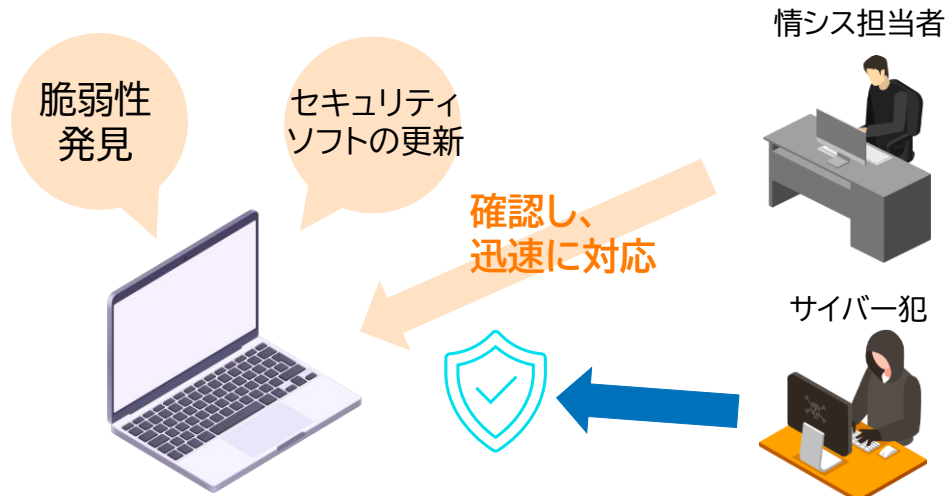 情シス担当者
脆弱性
発見
セキュリティ
ソフトの更新
確認し、
迅速に対応
サイバー犯